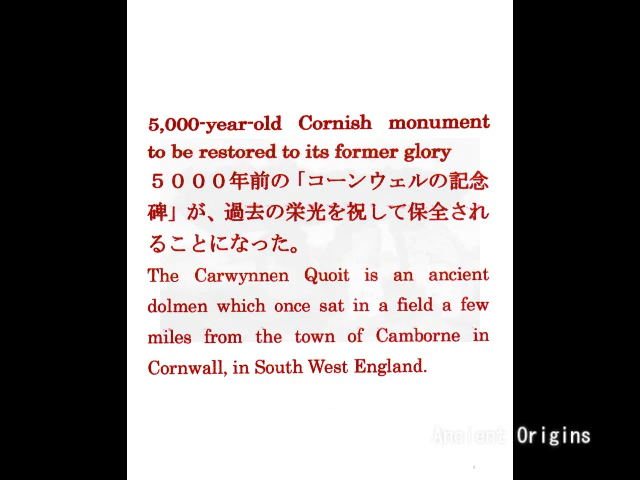 5,000-year-old Cornish monument
to be restored to its former glory
５０００年前の「コーンウェルの記念
碑」が、過去の栄光を祝して保全され
ることになった。
The Carwynnen Quoit is an ancient
dolmen which once sat in a field a few
miles from the town of Camborne in
Cornwall, in South West England.
Ancient Origins